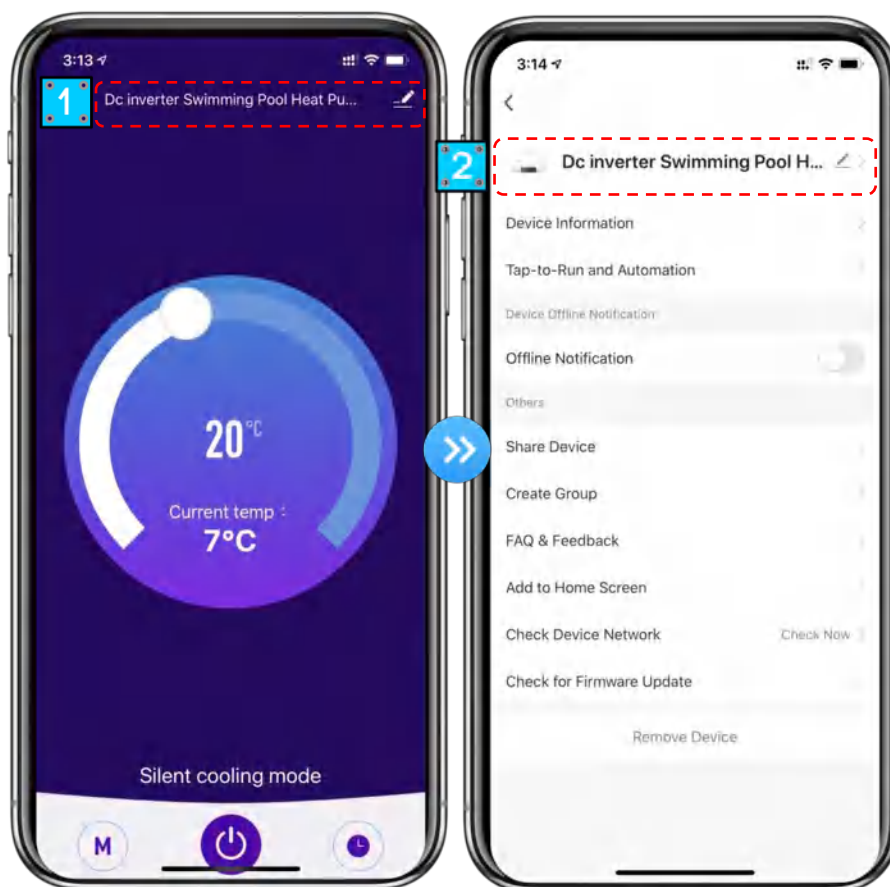 3:13
1
Dc inverter Swimming Pool Heat Pu...
20°C
Current temp :
7°C
Silent cooling mode
M
3:14
2
Dc inverter Swimming Pool H...
Device Information
Tap-to-Run and Automation
Device Offline Notification
Offline Notification
Others
Share Device
Create Group
FAQ & Feedback
Add to Home Screen
Check Device Network Check Now
Check for Firmware Update
Remove Device